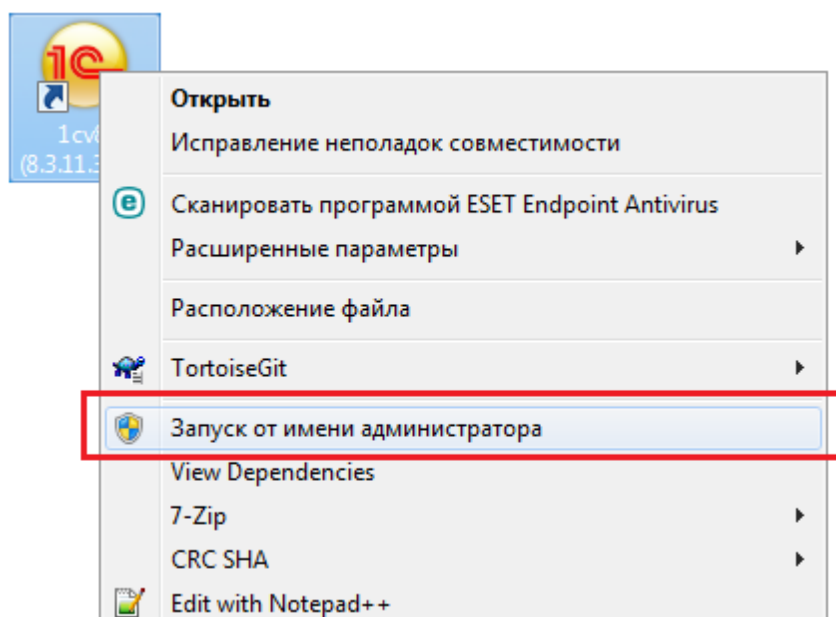 1С
1cv8
(8.3.11.3
Открыть
Исправление неполадок совместимости
Сканировать программой ESET Endpoint Antivirus
Расширенные параметры
Расположение файла
TortoiseGit
Запуск от имени администратора
View Dependencies
7-Zip
CRC SHA
Edit with Notepad++